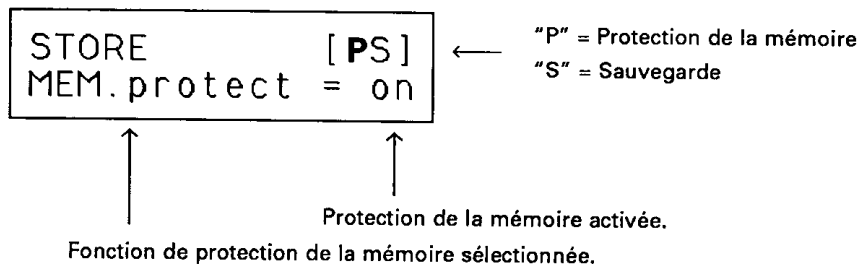 STORE [PS]
MEM.protect = on
"P" = Protection de la mémoire
"S" = Sauvegarde
Protection de la mémoire activée.
Fonction de protection de la mémoire sélectionnée.